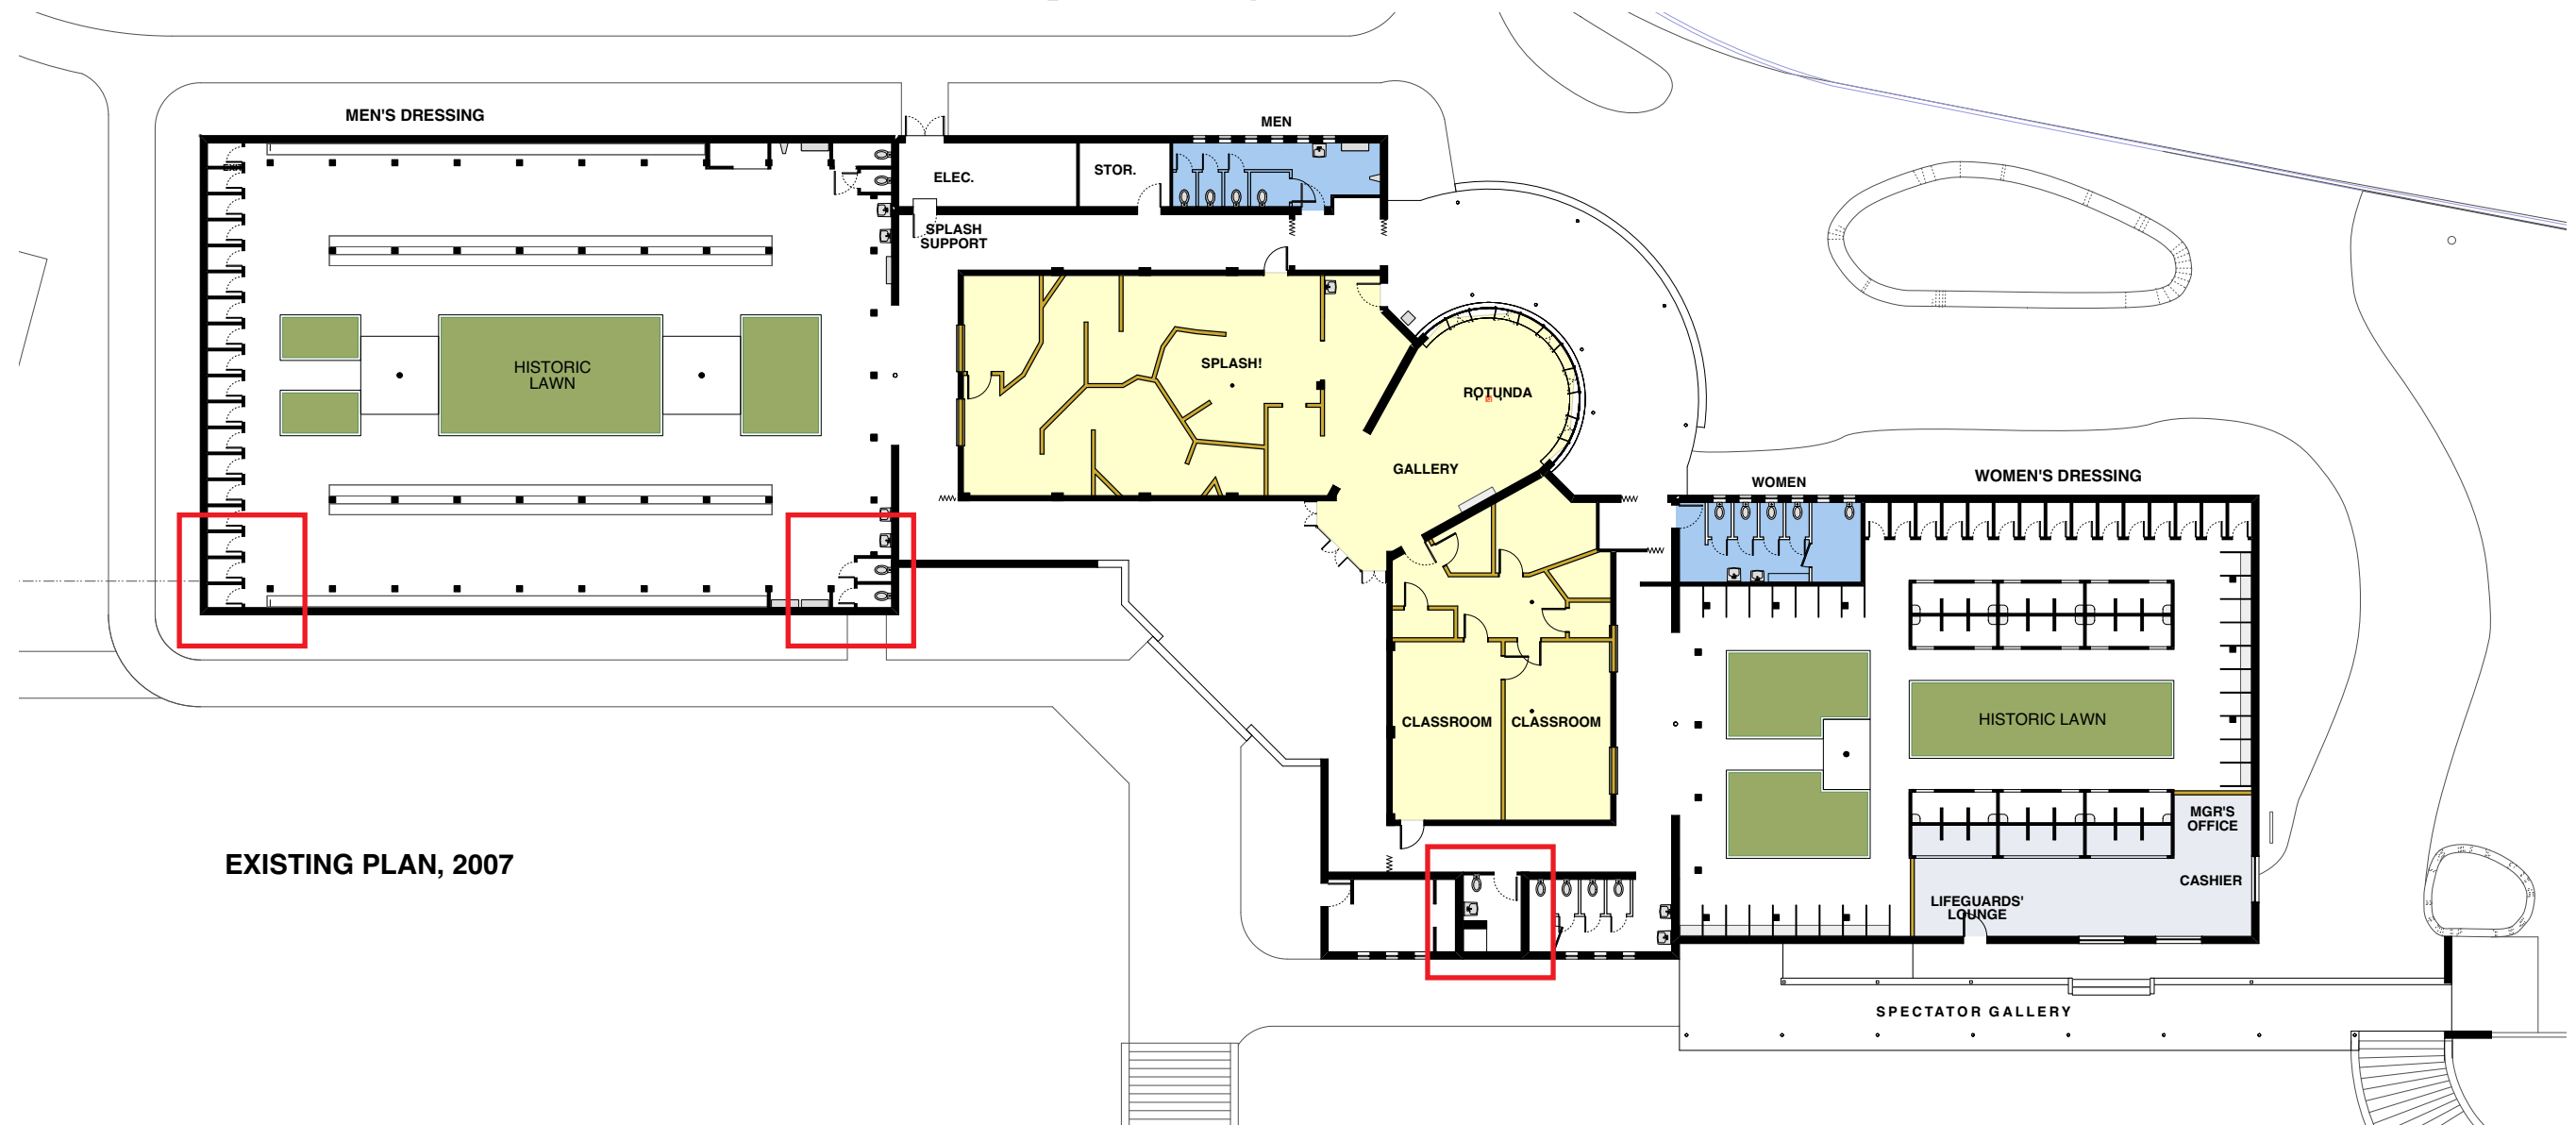 MEN'S DRESSING
MEN
ELEC.
STOR.
SPLASH
SUPPORT
HISTORIC
LAWN
SPLASH!
ROTUNDA
GALLERY
WOMEN
WOMEN'S DRESSING
CLASSROOM
CLASSROOM
HISTORIC LAWN
MGR'S
OFFICE
CASHIER
LIFEGUARDS'
LOUNGE
EXISTING PLAN, 2007
SPECTATOR GALLERY